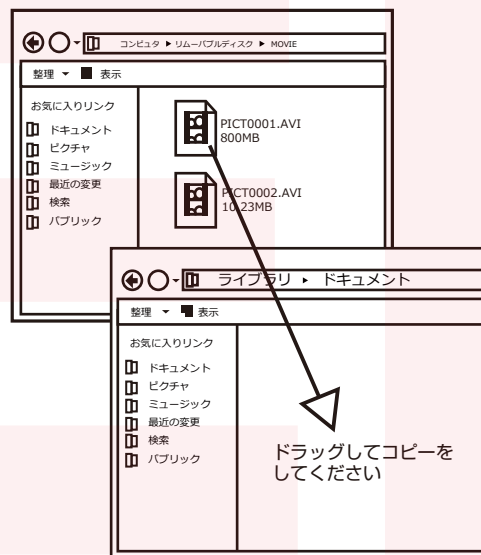 コンピュタ ▶ リムーバブルディスク ▶ MOVIE
整理 ▼ ■ 表示
お気に入りリンク
ドキュメント
ピクチャ
ミュージック
最近の変更
検索
パブリック
PICT0001.AVI
800MB
PICT0002.AVI
10,23MB
ライブラリ ▶ ドキュメント
整理 ▼ 表示
お気に入りリンク
ドキュメント
ピクチャ
ミュージック
最近の変更
検索
パブリック
ドラッグしてコピーを
してください